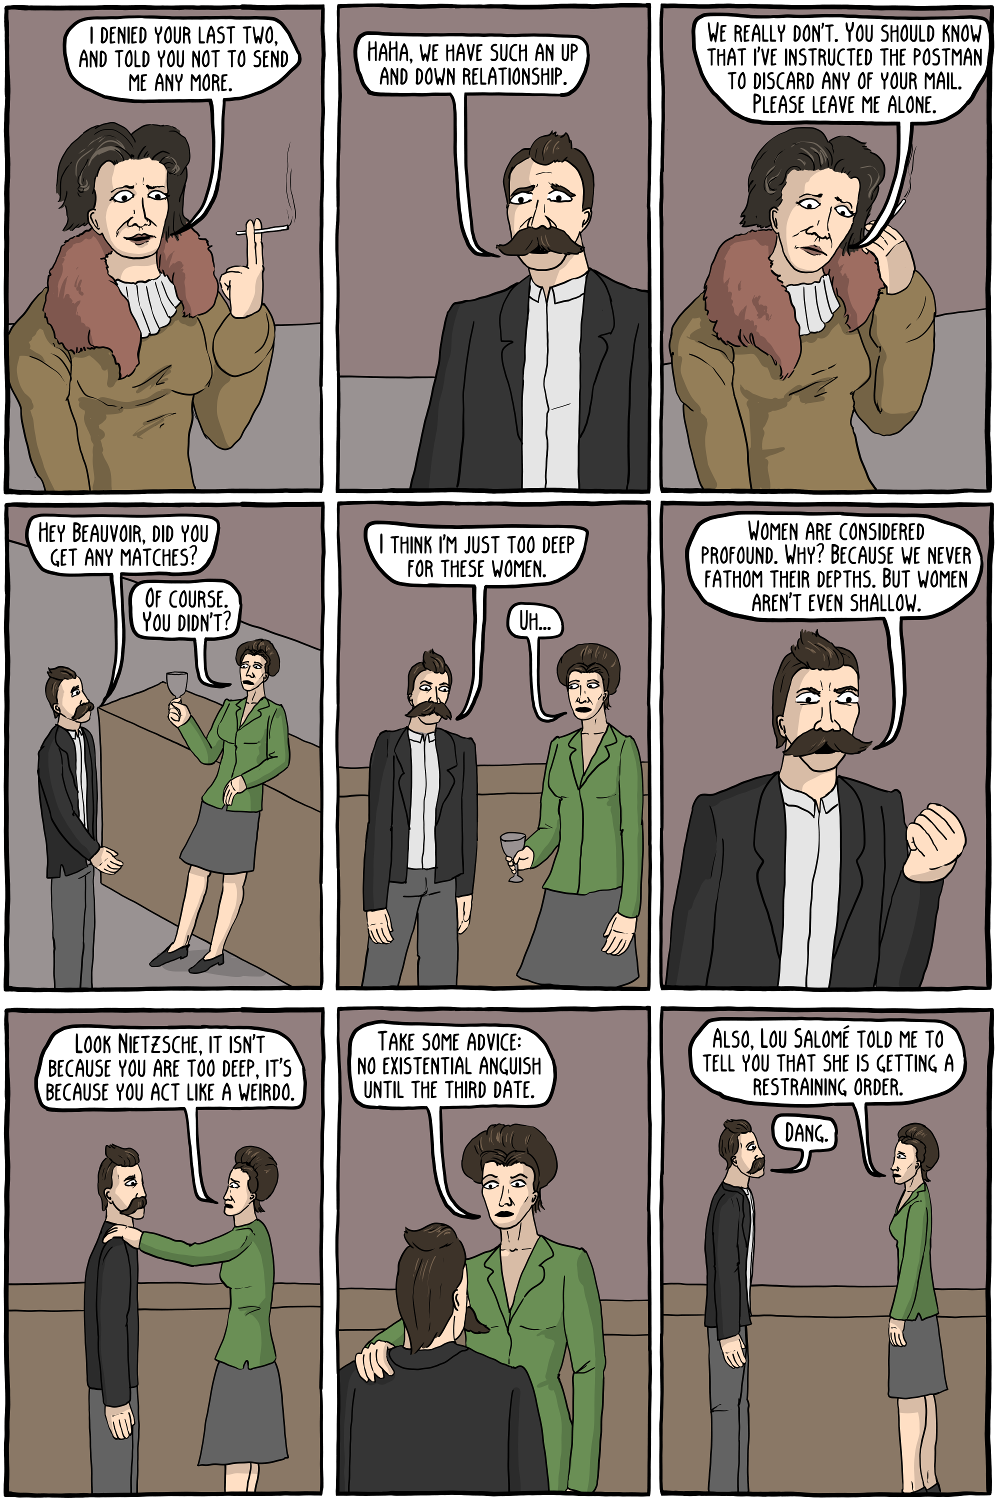 I DENIED YOUR LAST TWO,
AND TOLD YOU NOT TO SEND
ME ANY MORE.
HAHA, WE HAVE SUCH AN UP
AND DOWN RELATIONSHIP.
WE REALLY DON'T. YOU SHOULD KNOW
THAT I'VE INSTRUCTED THE POSTMAN
TO DISCARD ANY OF YOUR MAIL.
PLEASE LEAVE ME ALONE.
HEY BEAUVOIR, DID YOU
GET ANY MATCHES?
OF COURSE.
YOU DIDN'T?
I THINK I'M JUST TOO DEEP
FOR THESE WOMEN.
UH...
WOMEN ARE CONSIDERED
PROFOUND. WHY? BECAUSE WE NEVER
FATHOM THEIR DEPTHS. BUT WOMEN
AREN'T EVEN SHALLOW.
LOOK NIETZSCHE, IT ISN'T
BECAUSE YOU ARE TOO DEEP, IT'S
BECAUSE YOU ACT LIKE A WEIRDO.
TAKE SOME ADVICE:
NO EXISTENTIAL ANGUISH
UNTIL THE THIRD DATE.
ALSO, LOU SALOMÉ TOLD ME TO
TELL YOU THAT SHE IS GETTING A
RESTRAINING ORDER.
DANG.